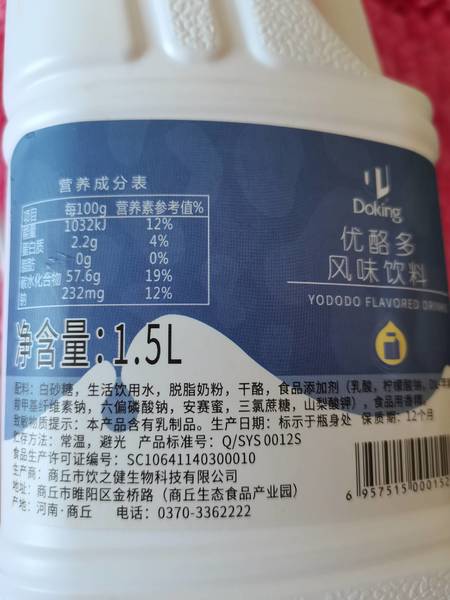 营养成分表
项目 每100g 营养素参考值%
能量 1032kJ 12%
蛋白质 2.2g 4%
脂肪 0g 0%
碳水化合物 57.6g 19%
钠 232mg 12%
净含量:1.5L
Doking
优酪多
风味饮料
YODODO FLAVORED DRINKS
配料：白砂糖，生活饮用水，脱脂奶粉，干酪，食品添加剂（乳酸，柠檬酸钠，
羧甲基纤维素钠，六偏磷酸钠，安赛蜜，三氯蔗糖，山梨酸钾），食品用香精。
致敏物质提示：本产品含有乳制品。生产日期：标示于瓶身处 保质期：12个月
贮存方法：常温，避光 产品标准号：Q/SYS 0012S
食品生产许可证编号：SC10641140300010
生产商：商丘市饮之健生物科技有限公司
地址：商丘市睢阳区金桥路（商丘生态食品产业园）
产地：河南·商丘 电话：0370-3362222
6 957515 000152